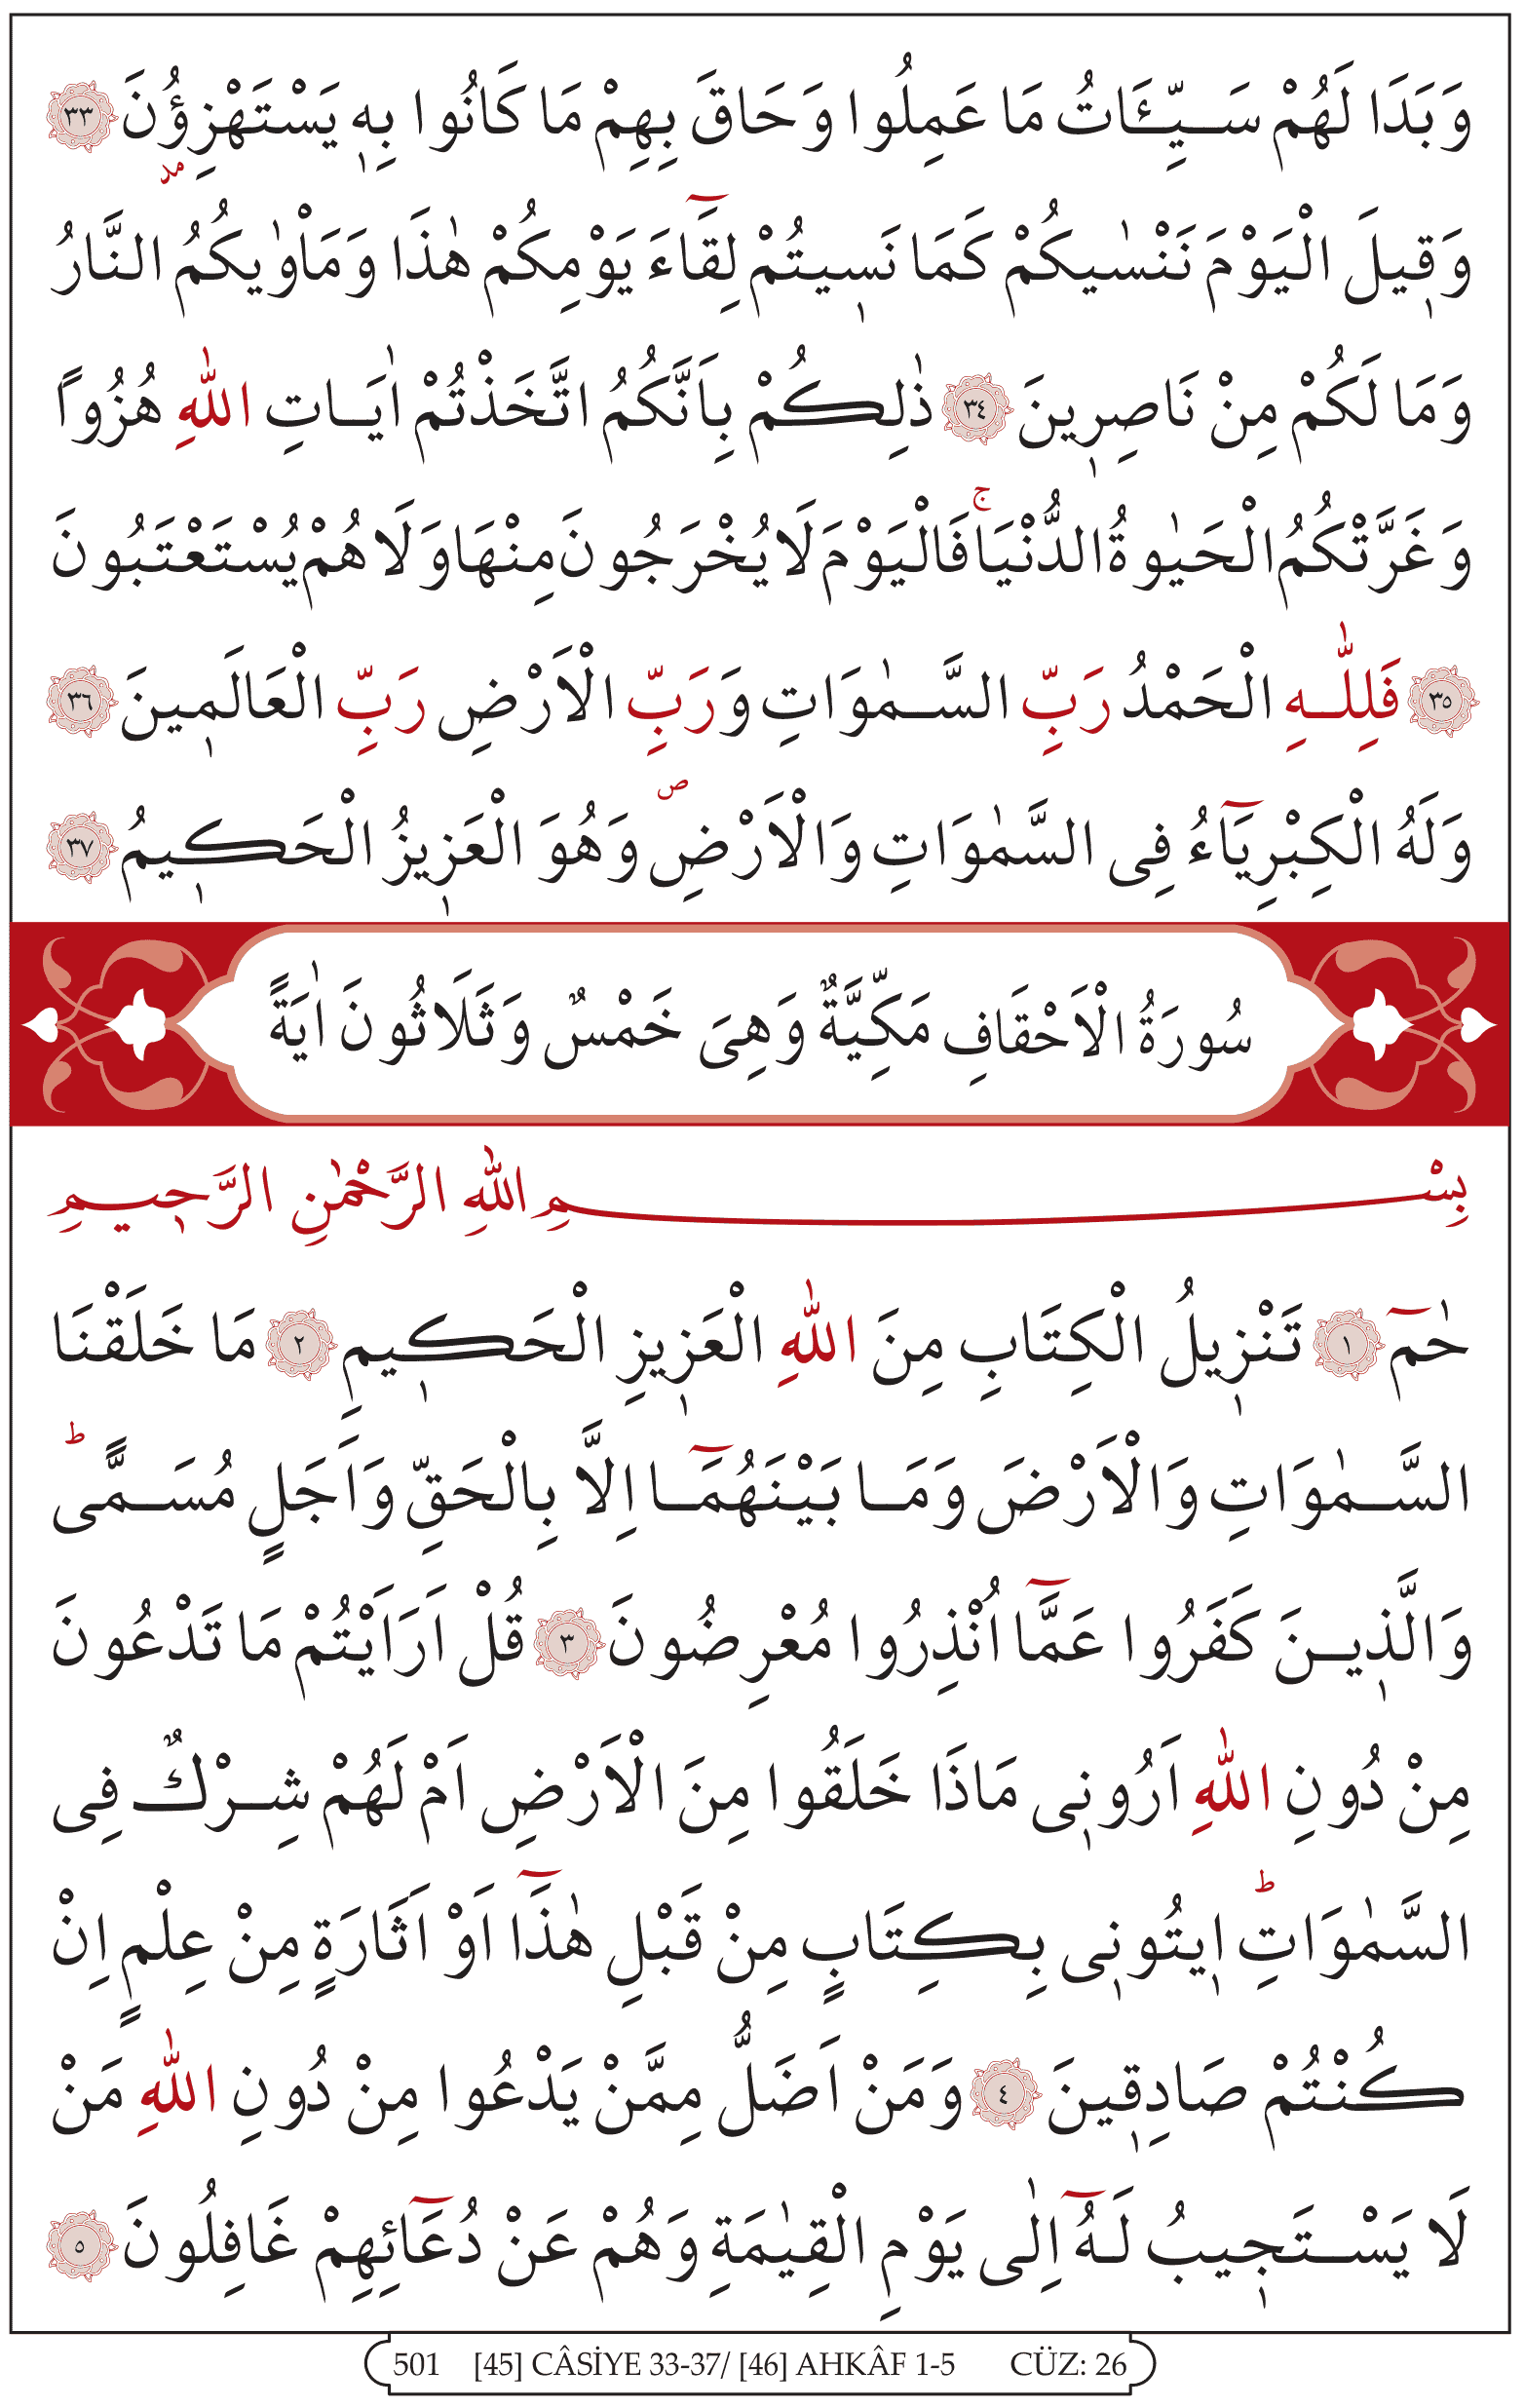 وَبَدَا لَهُمْ سَيِّـَٔاتُ مَا عَمِلُوا وَحَاقَ بِهِمْ مَا كَانُوا بِهٖ يَسْتَهْزِؤُ۫نَ ٣٣
وَقٖيلَ الْيَوْمَ نَنْسٰيكُمْ كَمَا نَسٖيتُمْ لِقَٓاءَ يَوْمِكُمْ هٰذَا وَمَاْوٰيكُمُ النَّارُ
وَمَا لَكُمْ مِنْ نَاصِرٖينَ ٣٤ ذٰلِكُمْ بِاَنَّكُمُ اتَّخَذْتُمْ اٰيَاتِ اللّٰهِ هُزُواً
وَغَرَّتْكُمُ الْحَيٰوةُ الدُّنْيَاۚ فَالْيَوْمَ لَا يُخْرَجُونَ مِنْهَا وَلَا هُمْ يُسْتَعْتَبُونَ
٣٥ فَلِلّٰهِ الْحَمْدُ رَبِّ السَّمٰوَاتِ وَرَبِّ الْاَرْضِ رَبِّ الْعَالَمٖينَ ٣٦
وَلَهُ الْكِبْرِيَٓاءُ فِى السَّمٰوَاتِ وَالْاَرْضِ ص وَهُوَ الْعَزٖيزُ الْحَكٖيمُ ٣٧
سُورَةُ الْاَحْقَافِ مَكِّيَّةٌ وَهِىَ خَمْسٌ وَثَلَاثُونَ اٰيَةً
بِسْمِ اللّٰهِ الرَّحْمٰنِ الرَّحٖيمِ
حٰمٓ ١ تَنْزٖيلُ الْكِتَابِ مِنَ اللّٰهِ الْعَزٖيزِ الْحَكٖيمِ ٢ مَا خَلَقْنَا
السَّمٰوَاتِ وَالْاَرْضَ وَمَا بَيْنَهُمَٓا اِلَّا بِالْحَقِّ وَاَجَلٍ مُسَمًّىؕ
وَالَّذٖينَ كَفَرُوا عَمَّٓا اُنْذِرُوا مُعْرِضُونَ ٣ قُلْ اَرَاَيْتُمْ مَا تَدْعُونَ
مِنْ دُونِ اللّٰهِ اَرُونٖى مَاذَا خَلَقُوا مِنَ الْاَرْضِ اَمْ لَهُمْ شِرْكٌ فِى
السَّمٰوَاتِؕ اٖيتُونٖى بِكِتَابٍ مِنْ قَبْلِ هٰذَٓا اَوْ اَثَارَةٍ مِنْ عِلْمٍ اِنْ
كُنْتُمْ صَادِقٖينَ ٤ وَمَنْ اَضَلُّ مِمَّنْ يَدْعُوا مِنْ دُونِ اللّٰهِ مَنْ
لَا يَسْتَجٖيبُ لَهُٓ اِلٰى يَوْمِ الْقِيٰمَةِ وَهُمْ عَنْ دُعَٓائِهِمْ غَافِلُونَ ٥
501 [45] CÂSİYE 33-37/ [46] AHKÂF 1-5 CÜZ: 26